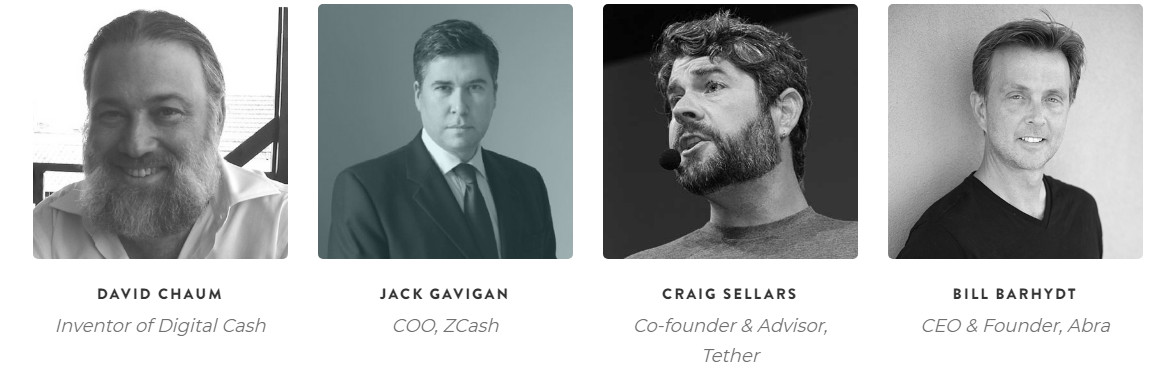 DAVID CHAUM
Inventor of Digital Cash
JACK GAVIGAN
COO, ZCash
CRAIG SELLARS
Co-founder & Advisor,
Tether
BILL BARHYDT
CEO & Founder, Abra